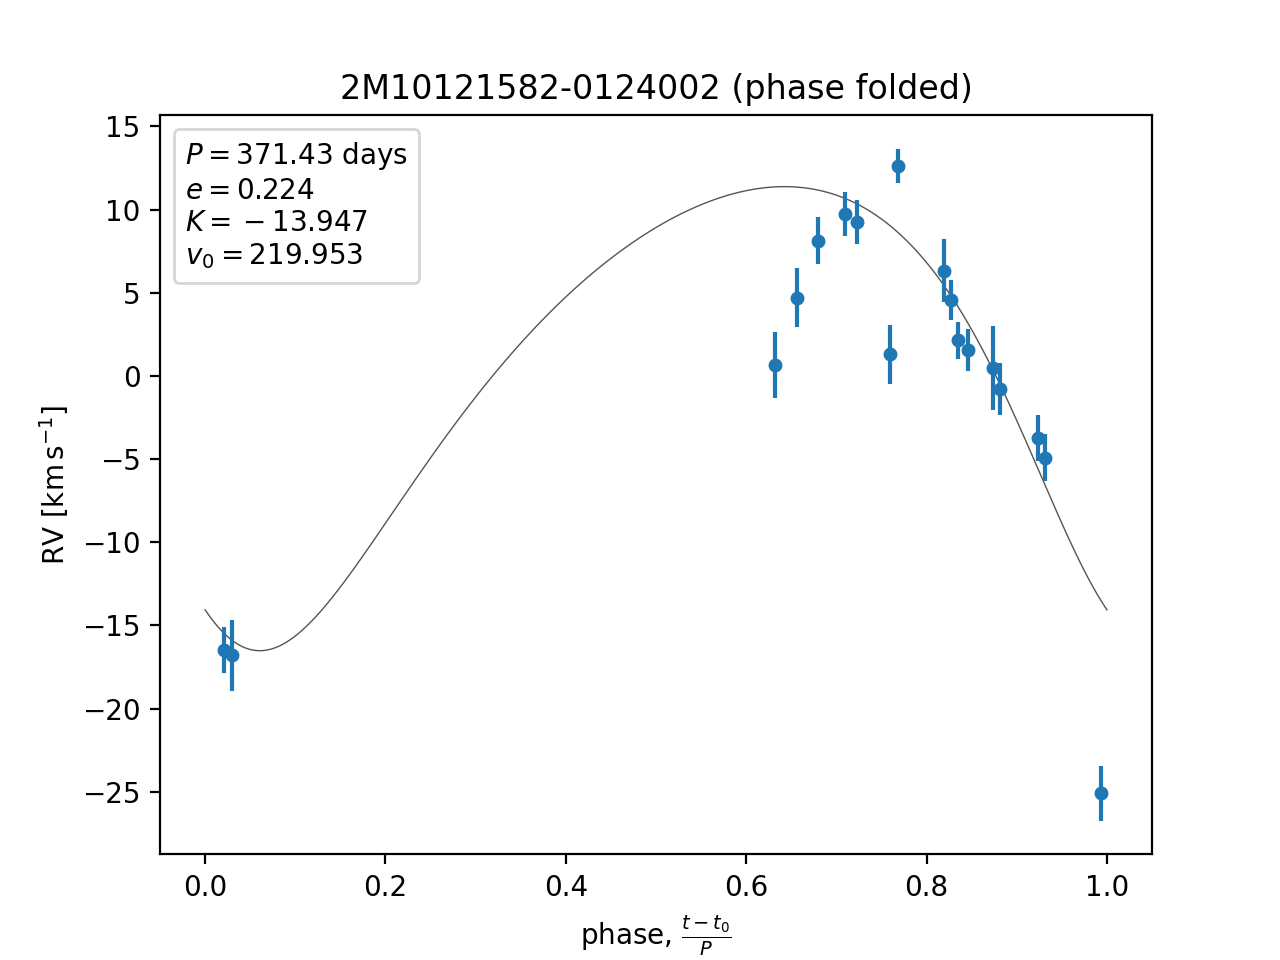 2M10121582-0124002 (phase folded)
P = 371.43 days
e = 0.224
K = −13.947
v₀ = 219.953
15
10
5
0
−5
−10
−15
−20
−25
RV [km s⁻¹]
0.0 0.2 0.4 0.6 0.8 1.0
phase, (t − t₀)/P